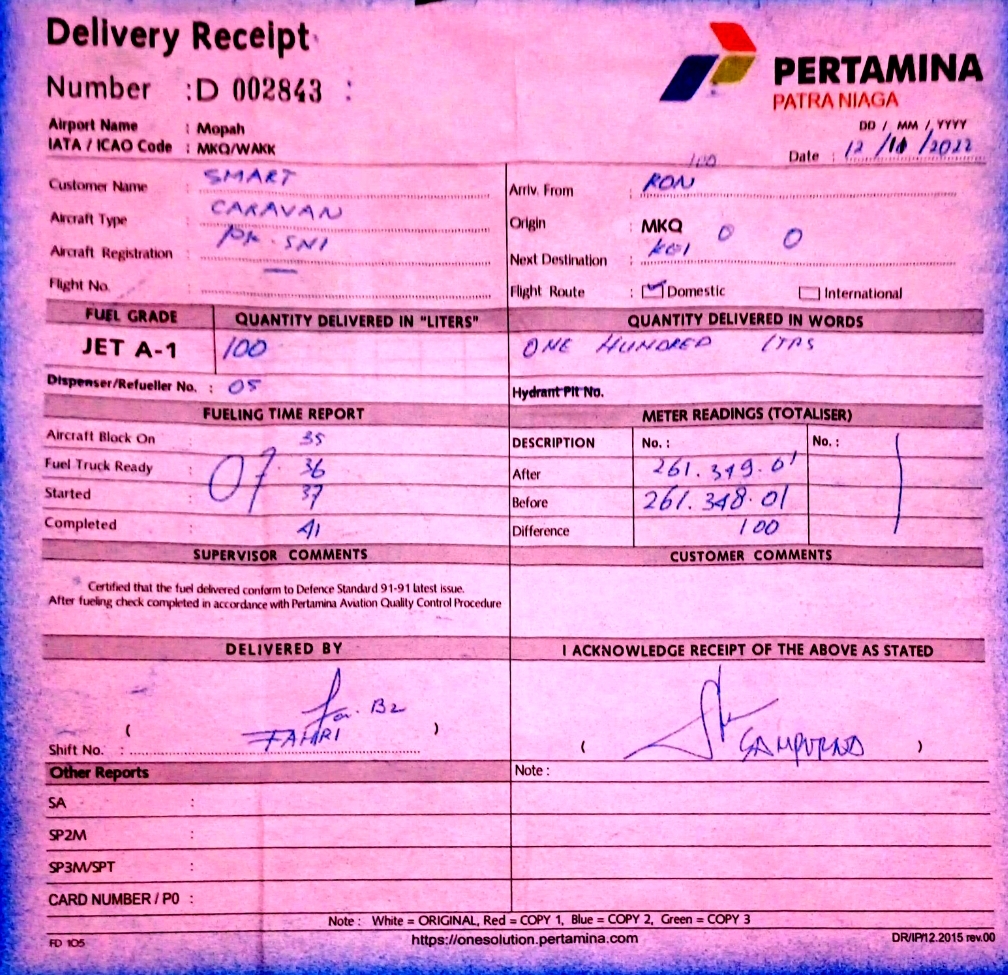 Delivery Receipt
PERTAMINA
PATRA NIAGA
Number : D 002843 :
Airport Name : Mopah
IATA / ICAO Code : MKQ/WAKK
DD / MM / YYYY
Date : 12 / 10 / 2022
100
Customer Name : SMART
Arriv. From : RON
Aircraft Type : CARAVAN
Origin : MKQ 0 0
Aircraft Registration : PK-SNI
Next Destination : KEI
Flight No. :
Flight Route : Domestic International
FUEL GRADE QUANTITY DELIVERED IN "LITERS" QUANTITY DELIVERED IN WORDS
JET A-1 100 ONE HUNDRED LTRS
Dispenser/Refueller No. : 05 Hydrant Pit No.
FUELING TIME REPORT METER READINGS (TOTALISER)
Aircraft Block On : 35
DESCRIPTION No. : No. :
Fuel Truck Ready : 07 36
After 261.349.01
Started : 37
Before 261.348.01
Completed : 41
Difference 100
SUPERVISOR COMMENTS CUSTOMER COMMENTS
Certified that the fuel delivered conform to Defence Standard 91-91 latest issue.
After fueling check completed in accordance with Pertamina Aviation Quality Control Procedure
DELIVERED BY I ACKNOWLEDGE RECEIPT OF THE ABOVE AS STATED
( FAHRI )
Shift No. :
( SAMPURNO )
Other Reports Note :
SA :
SP2M :
SP3M/SPT :
CARD NUMBER / PO :
Note : White = ORIGINAL, Red = COPY 1, Blue = COPY 2, Green = COPY 3
FD 105 https://onesolution.pertamina.com DR/IP/12.2015 rev.00